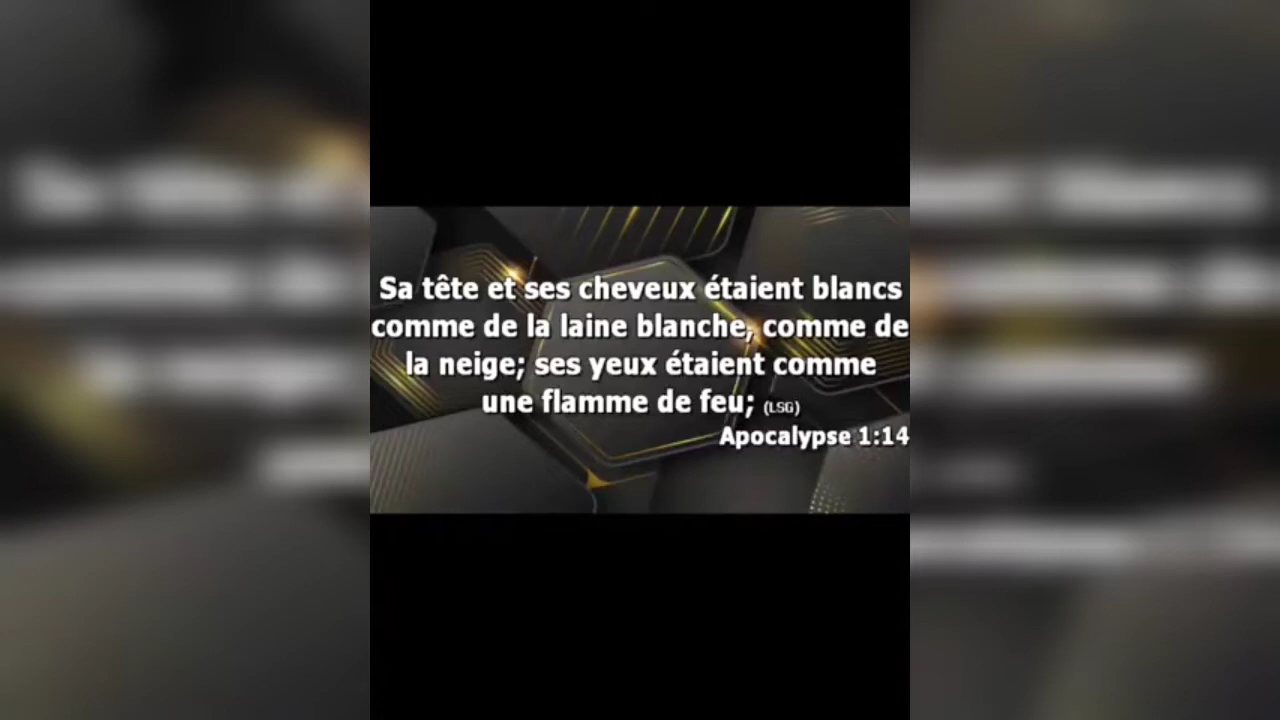 Sa tête et ses cheveux étaient blancs
comme de la laine blanche, comme de
la neige; ses yeux étaient comme
une flamme de feu; (LSG)
Apocalypse 1:14